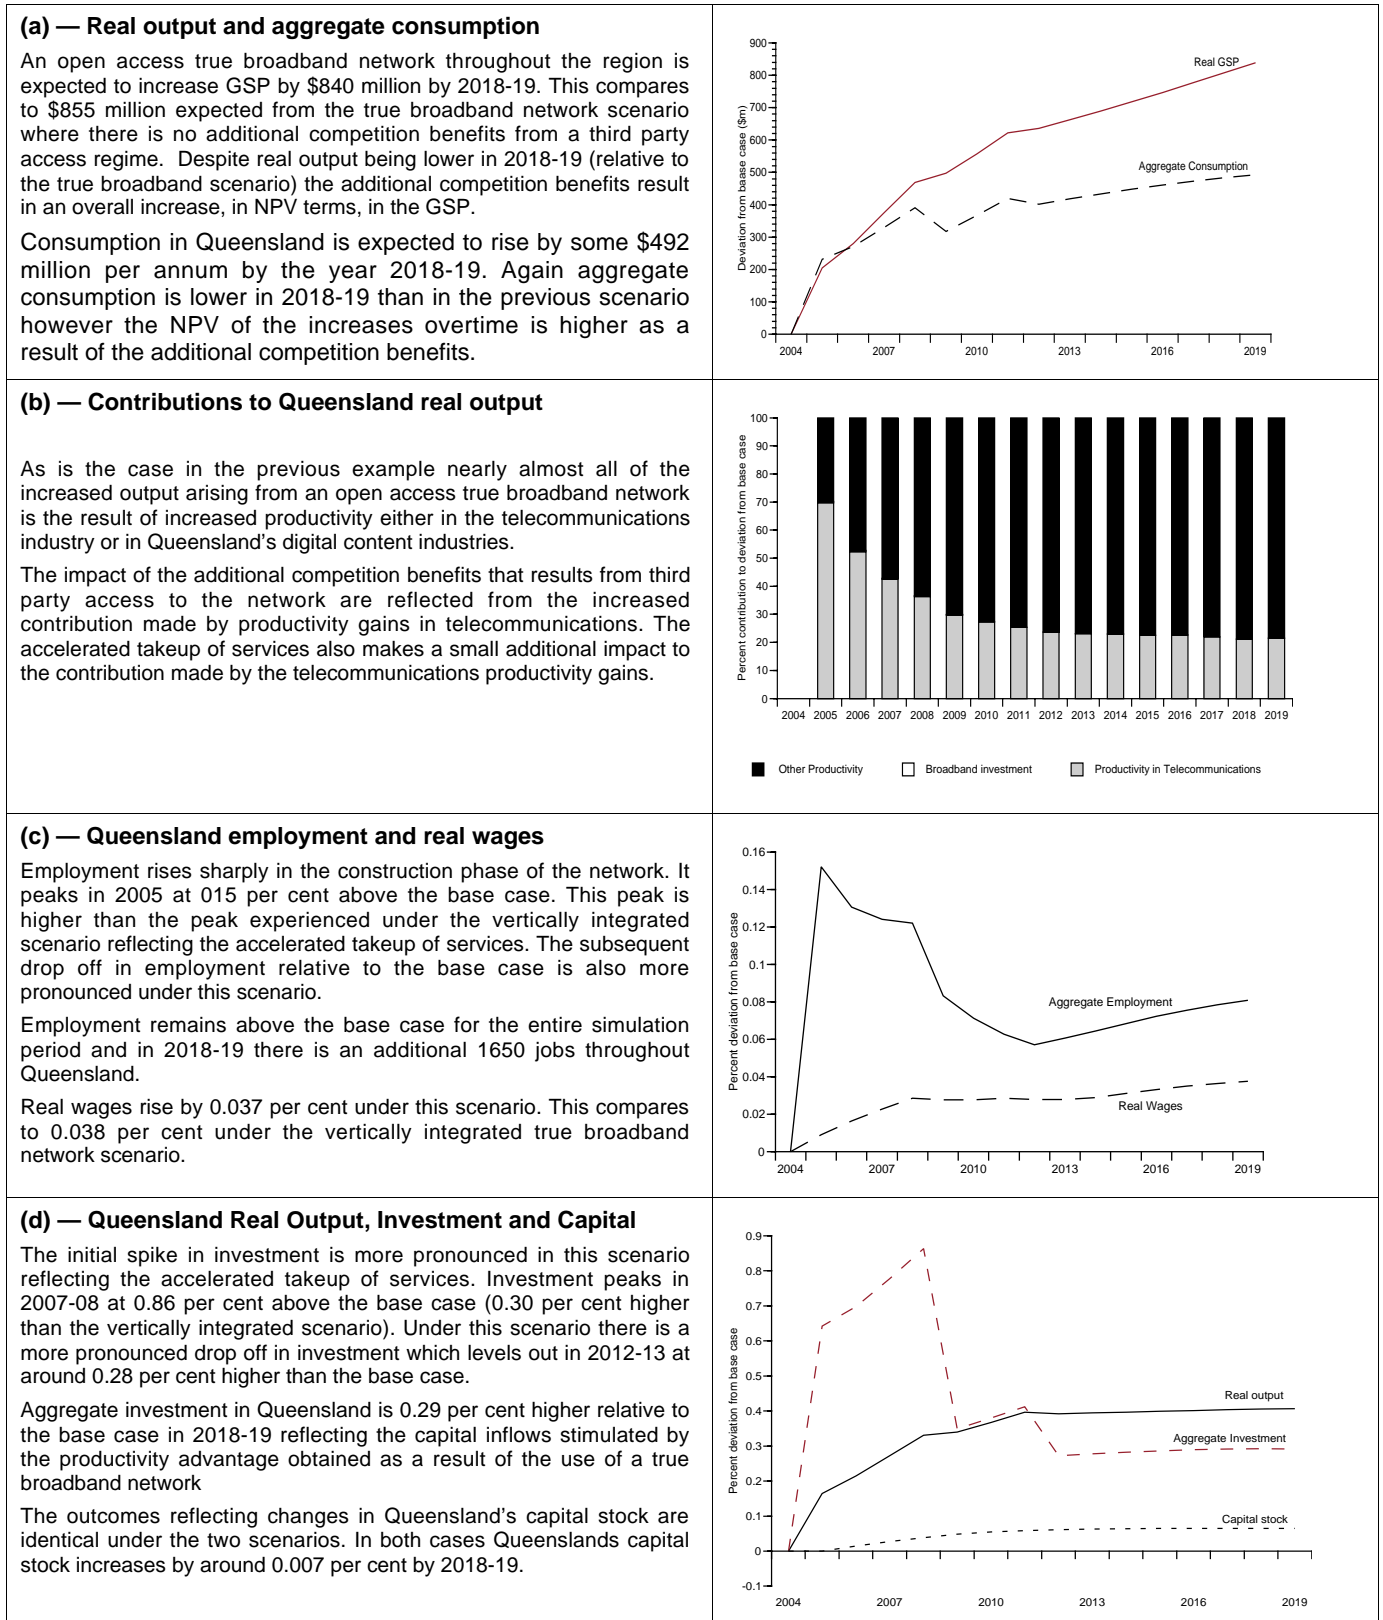 (a) — Real output and aggregate consumption
An open access true broadband network throughout the region is
expected to increase GSP by $840 million by 2018-19. This compares
to $855 million expected from the true broadband network scenario
where there is no additional competition benefits from a third party
access regime. Despite real output being lower in 2018-19 (relative to
the true broadband scenario) the additional competition benefits result
in an overall increase, in NPV terms, in the GSP.
Consumption in Queensland is expected to rise by some $492
million per annum by the year 2018-19. Again aggregate
consumption is lower in 2018-19 than in the previous scenario
however the NPV of the increases overtime is higher as a
result of the additional competition benefits.
Deviation from baase case ($m)
900
800
700
600
500
400
300
200
100
0
Real GSP
Aggregate Consumption
2004 2007 2010 2013 2016 2019
(b) — Contributions to Queensland real output
As is the case in the previous example nearly almost all of the
increased output arising from an open access true broadband network
is the result of increased productivity either in the telecommunications
industry or in Queensland's digital content industries.
The impact of the additional competition benefits that results from third
party access to the network are reflected from the increased
contribution made by productivity gains in telecommunications. The
accelerated takeup of services also makes a small additional impact to
the contribution made by the telecommunications productivity gains.
Percent contribution to deviation from base case
100
90
80
70
60
50
40
30
20
10
0
2004 2005 2006 2007 2008 2009 2010 2011 2012 2013 2014 2015 2016 2017 2018 2019
Other Productivity Broadband investment Productivity in Telecommunications
(c) — Queensland employment and real wages
Employment rises sharply in the construction phase of the network. It
peaks in 2005 at 015 per cent above the base case. This peak is
higher than the peak experienced under the vertically integrated
scenario reflecting the accelerated takeup of services. The subsequent
drop off in employment relative to the base case is also more
pronounced under this scenario.
Employment remains above the base case for the entire simulation
period and in 2018-19 there is an additional 1650 jobs throughout
Queensland.
Real wages rise by 0.037 per cent under this scenario. This compares
to 0.038 per cent under the vertically integrated true broadband
network scenario.
Percent deviation from base case
0.16
0.14
0.12
0.1
0.08
0.06
0.04
0.02
0
Aggregate Employment
Real Wages
2004 2007 2010 2013 2016 2019
(d) — Queensland Real Output, Investment and Capital
The initial spike in investment is more pronounced in this scenario
reflecting the accelerated takeup of services. Investment peaks in
2007-08 at 0.86 per cent above the base case (0.30 per cent higher
than the vertically integrated scenario). Under this scenario there is a
more pronounced drop off in investment which levels out in 2012-13 at
around 0.28 per cent higher than the base case.
Aggregate investment in Queensland is 0.29 per cent higher relative to
the base case in 2018-19 reflecting the capital inflows stimulated by
the productivity advantage obtained as a result of the use of a true
broadband network
The outcomes reflecting changes in Queensland's capital stock are
identical under the two scenarios. In both cases Queenslands capital
stock increases by around 0.007 per cent by 2018-19.
Percent deviation from base case
0.9
0.8
0.7
0.6
0.5
0.4
0.3
0.2
0.1
0
-0.1
Real output
Aggregate Investment
Capital stock
2004 2007 2010 2013 2016 2019